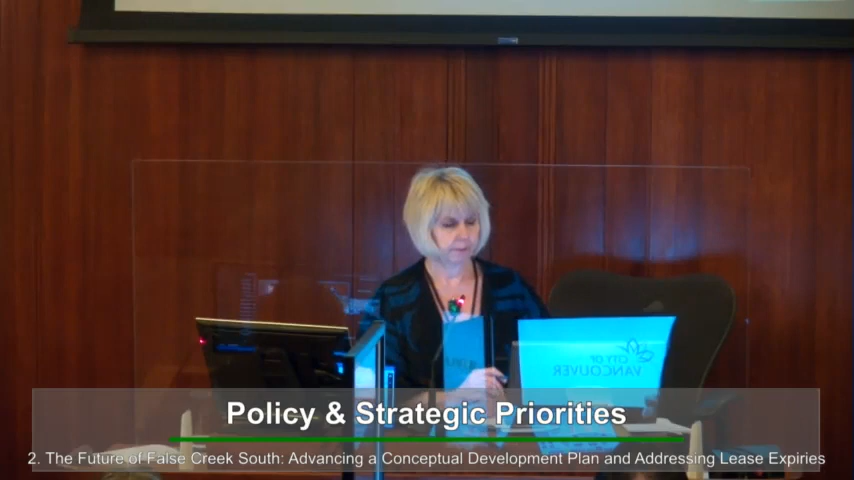 CITY OF
VANCOUVER
Policy & Strategic Priorities
2. The Future of False Creek South: Advancing a Conceptual Development Plan and Addressing Lease Expiries